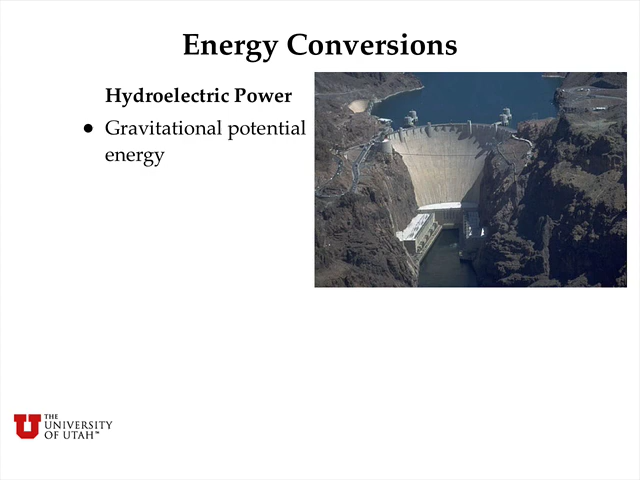 Energy Conversions
Hydroelectric Power
● Gravitational potential
energy
THE
UNIVERSITY
OF UTAH™